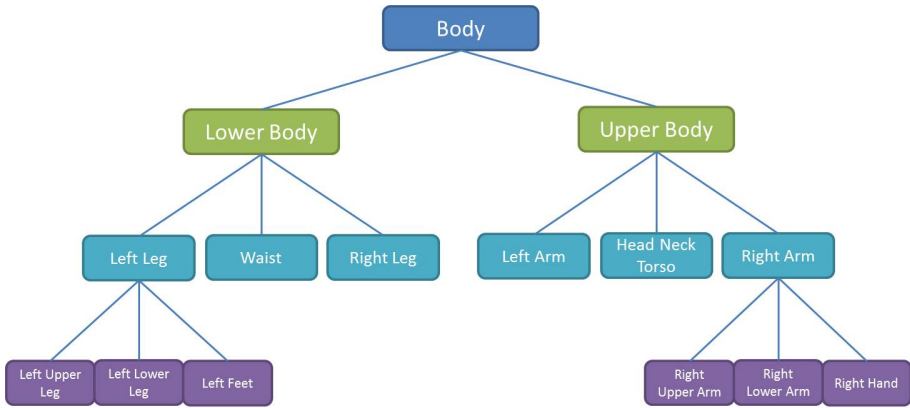 Body
Lower Body
Upper Body
Left Leg
Waist
Right Leg
Left Arm
Head Neck
Torso
Right Arm
Left Upper
Leg
Left Lower
Leg
Left Feet
Right
Upper Arm
Right
Lower Arm
Right Hand